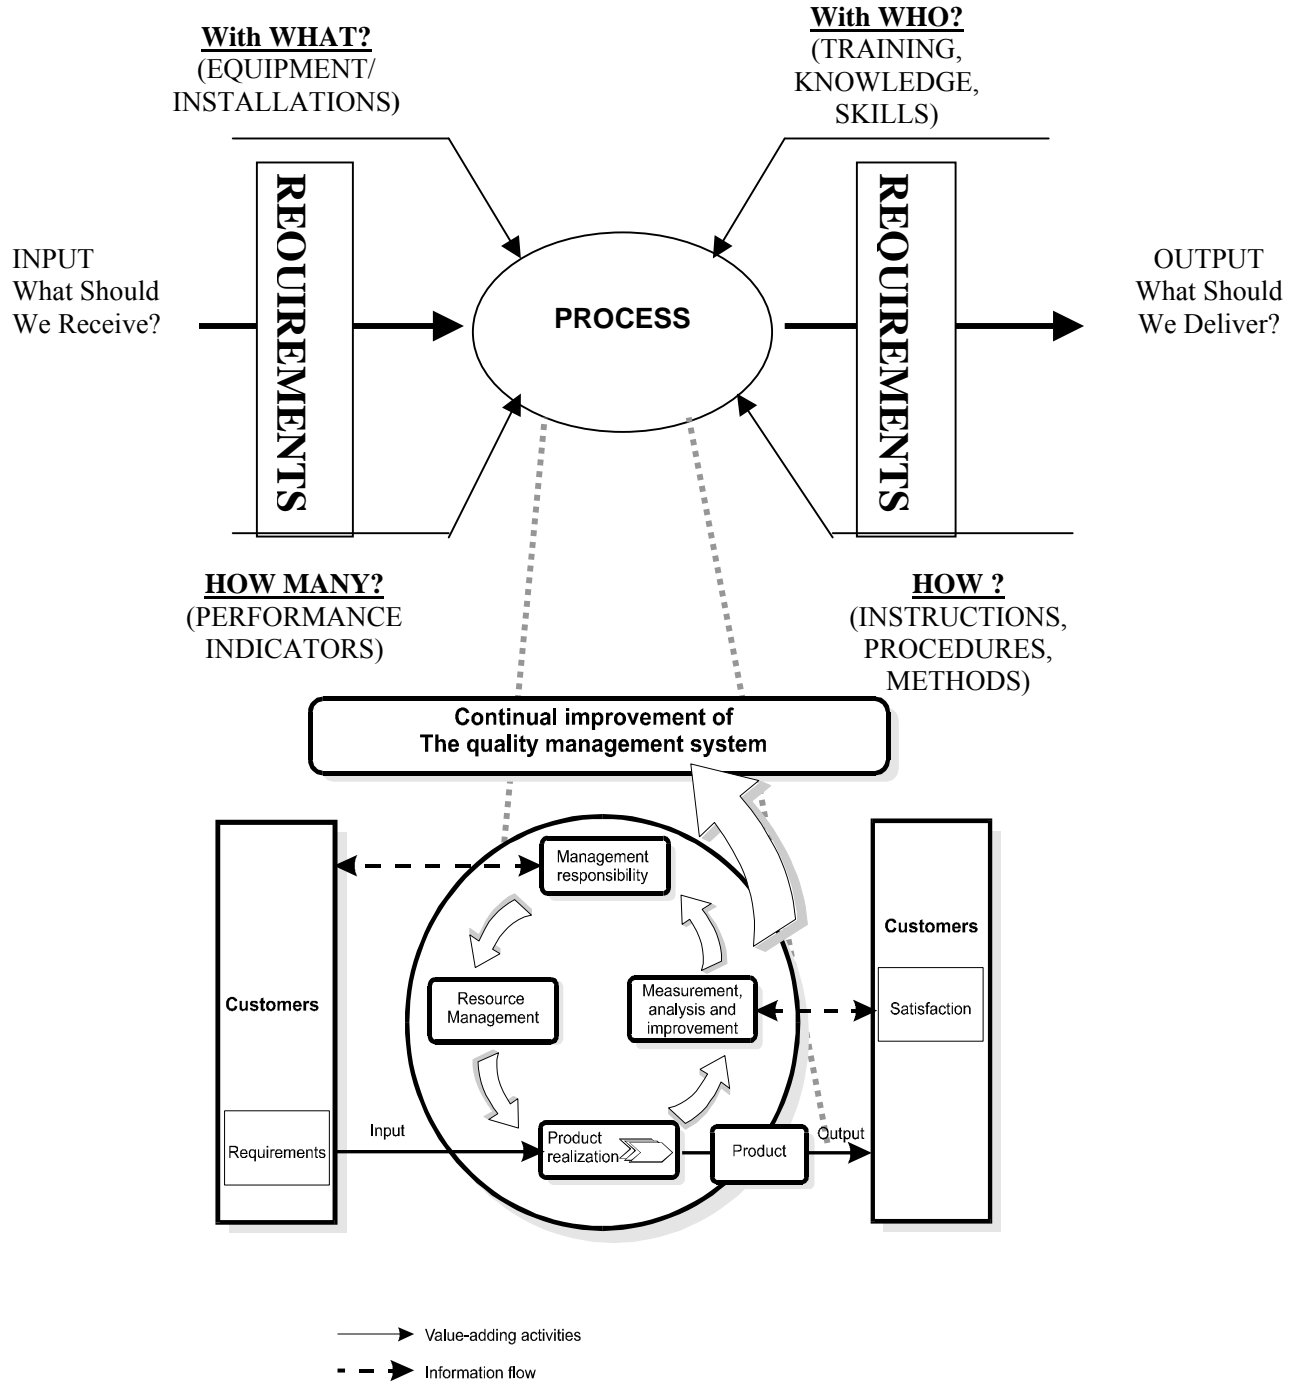 With WHAT?
(EQUIPMENT/
INSTALLATIONS)
With WHO?
(TRAINING,
KNOWLEDGE,
SKILLS)
REQUIREMENTS
REQUIREMENTS
INPUT
What Should
We Receive?
PROCESS
OUTPUT
What Should
We Deliver?
HOW MANY?
(PERFORMANCE
INDICATORS)
HOW ?
(INSTRUCTIONS,
PROCEDURES,
METHODS)
Continual improvement of
The quality management system
Management
responsibility
Customers
Requirements
Resource
Management
Measurement,
analysis and
improvement
Customers
Satisfaction
Input
Product
realization
Product
Output
Value-adding activities
Information flow